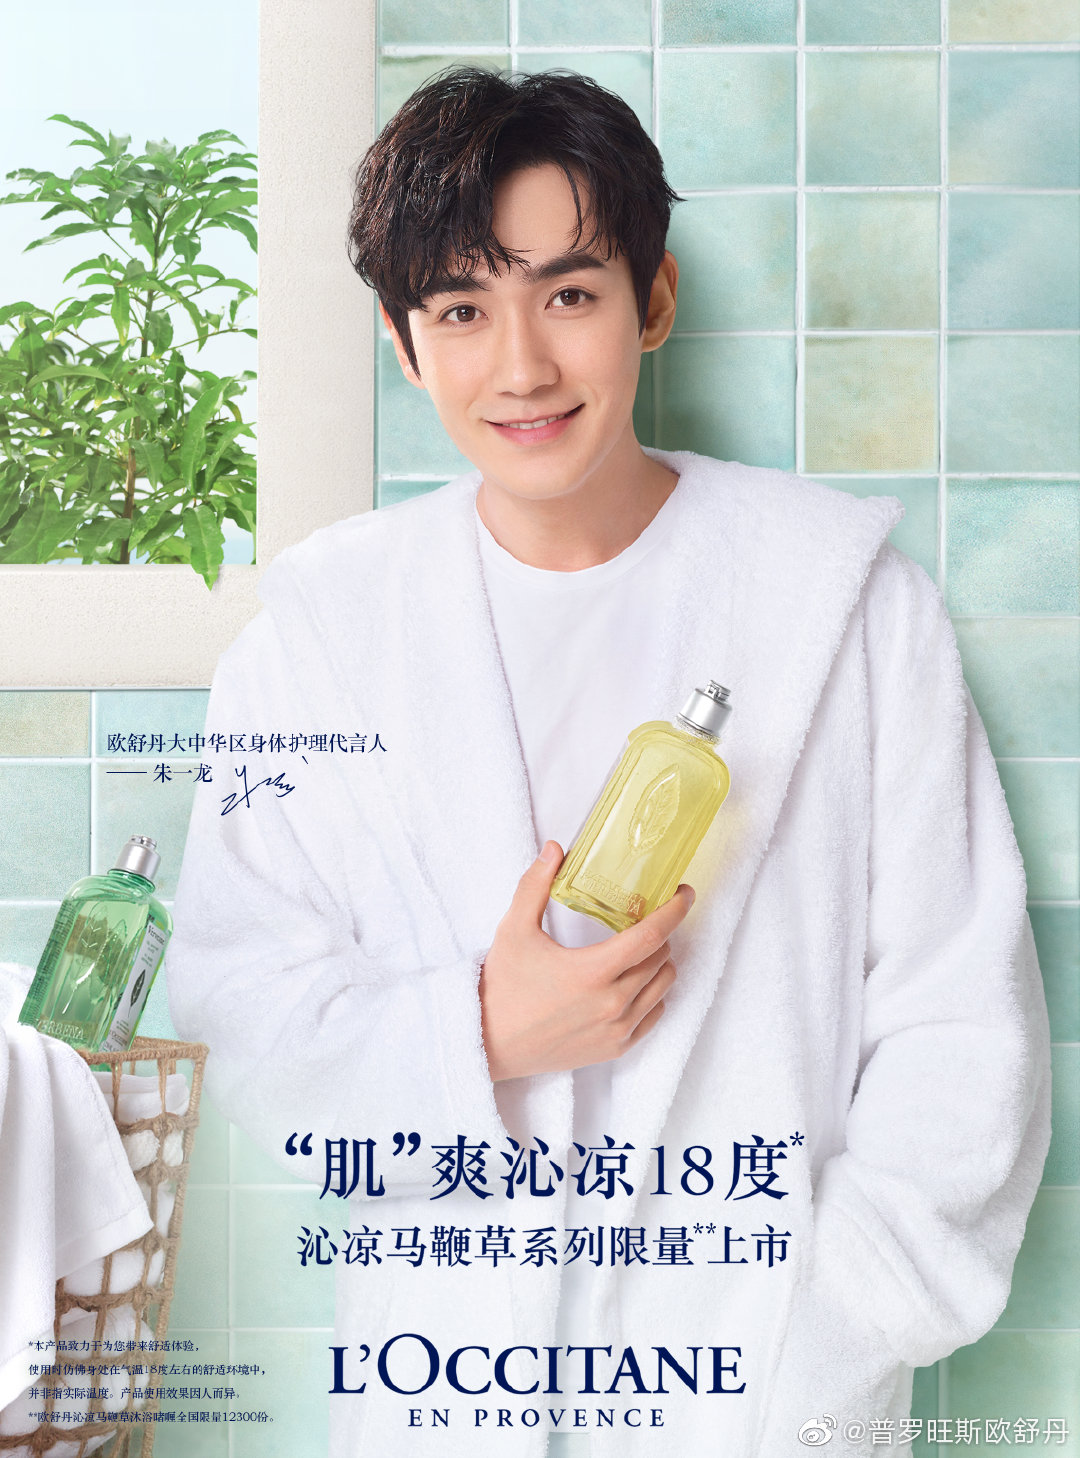 欧舒丹大中华区身体护理代言人
—— 朱一龙
Verveine
VERBENA
VERBENA
“肌”爽沁凉18度*
沁凉马鞭草系列限量**上市
*本产品致力于为您带来舒适体验，
使用时仿佛身处在气温18度左右的舒适环境中，
并非指实际温度。产品使用效果因人而异。
**欧舒丹沁凉马鞭草沐浴啫喱全国限量12300份。
L'OCCITANE
EN PROVENCE
@普罗旺斯欧舒丹